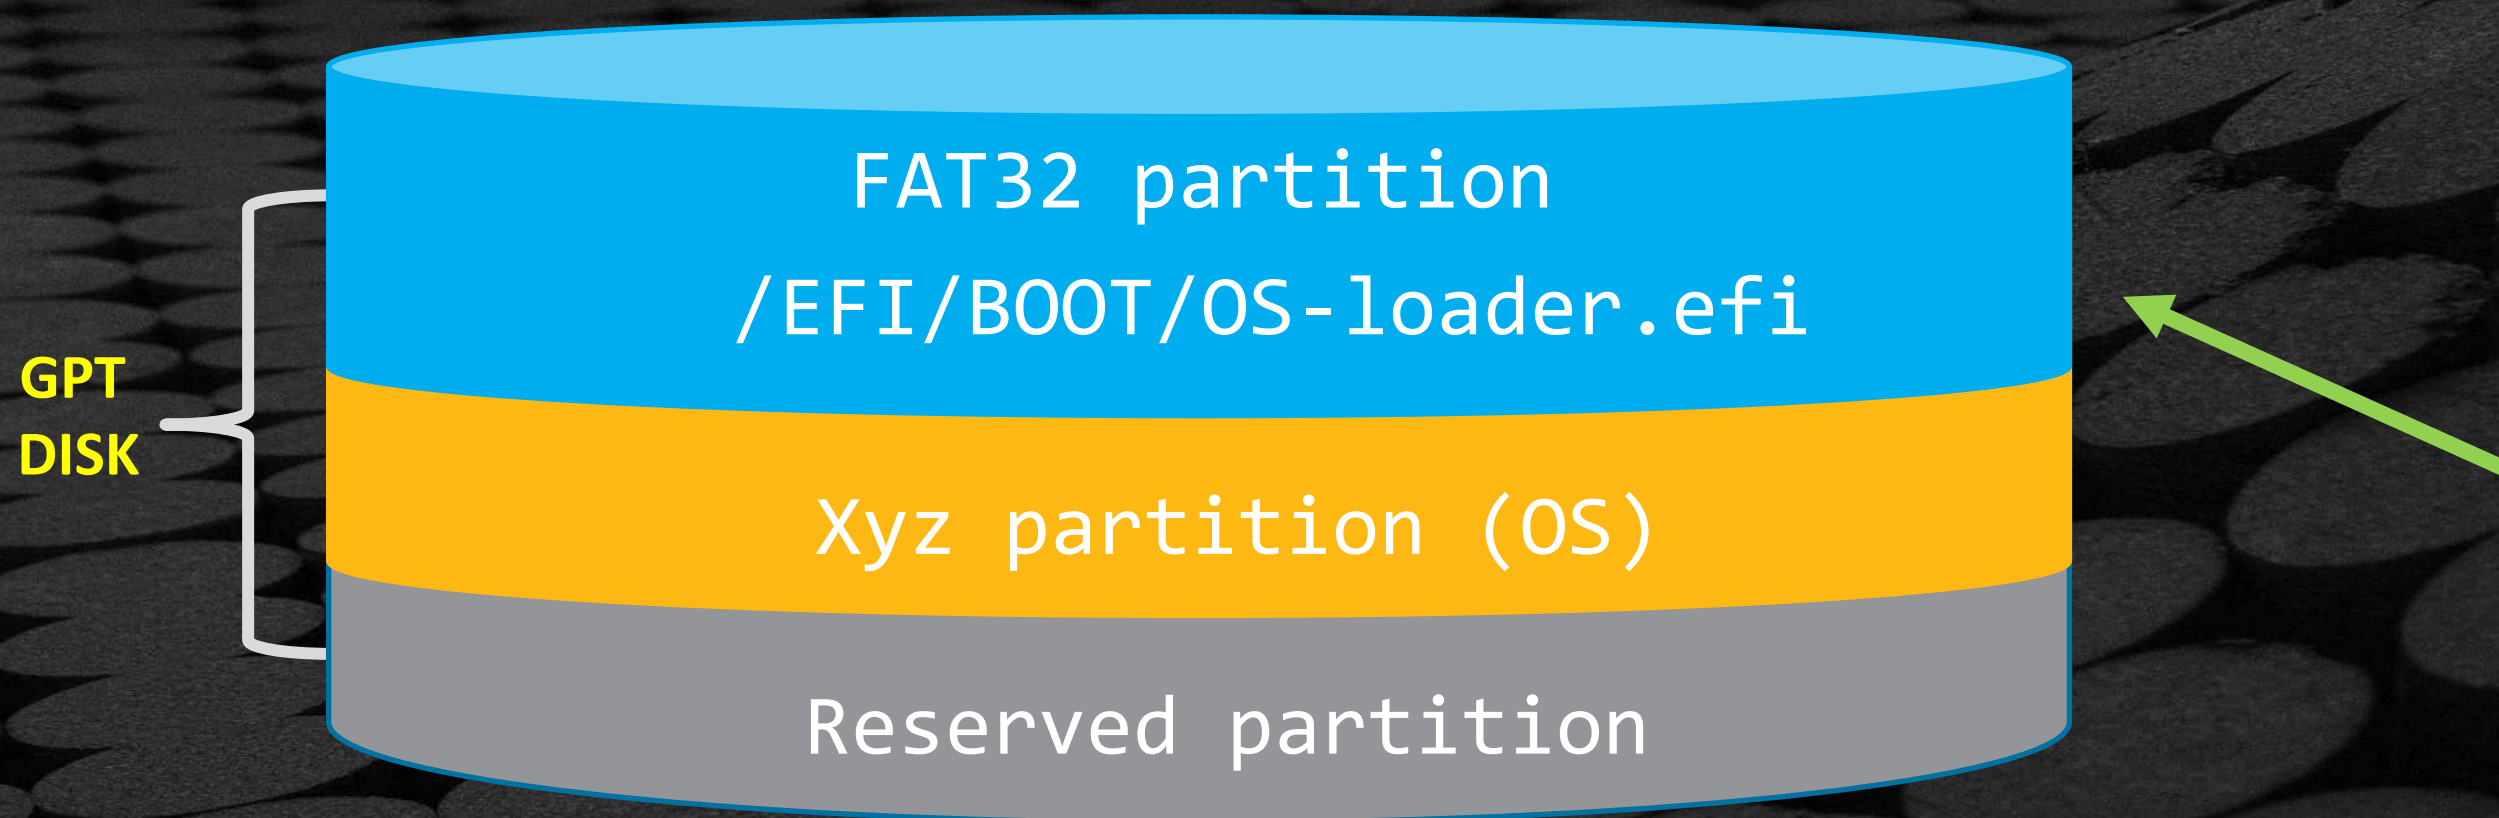 FAT32 partition
/EFI/BOOT/OS-loader.efi
GPT
DISK
Xyz partition (OS)
Reserved partition